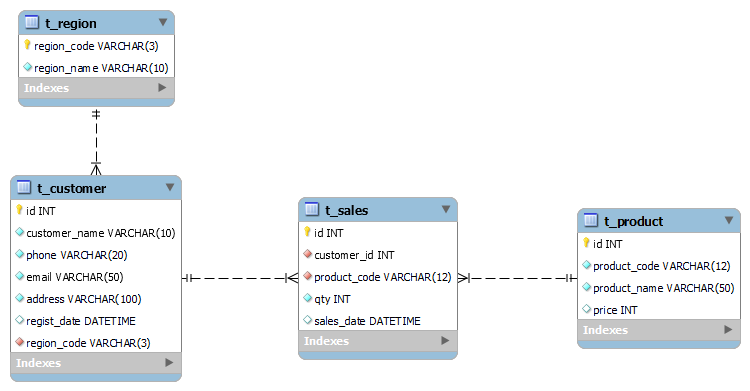 t_region
region_code VARCHAR(3)
region_name VARCHAR(10)
Indexes
t_customer
id INT
customer_name VARCHAR(10)
phone VARCHAR(20)
email VARCHAR(50)
address VARCHAR(100)
regist_date DATETIME
region_code VARCHAR(3)
Indexes
t_sales
id INT
customer_id INT
product_code VARCHAR(12)
qty INT
sales_date DATETIME
Indexes
t_product
id INT
product_code VARCHAR(12)
product_name VARCHAR(50)
price INT
Indexes